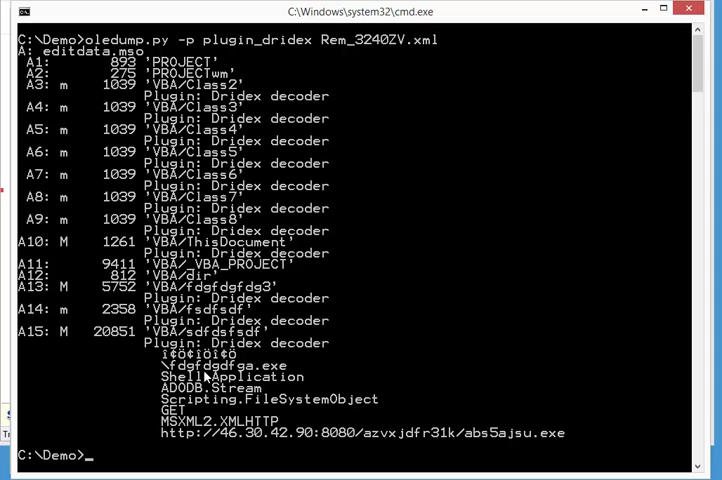 C:\Windows\system32\cmd.exe
C:\Demo>oledump.py -p plugin_dridex Rem_3240ZV.xml
A: editdata.mso
A1: 893 'PROJECT'
A2: 275 'PROJECTwm'
A3: m 1039 'VBA/Class2'
Plugin: Dridex decoder
A4: m 1039 'VBA/Class3'
Plugin: Dridex decoder
A5: m 1039 'VBA/Class4'
Plugin: Dridex decoder
A6: m 1039 'VBA/Class5'
Plugin: Dridex decoder
A7: m 1039 'VBA/Class6'
Plugin: Dridex decoder
A8: m 1039 'VBA/Class7'
Plugin: Dridex decoder
A9: m 1039 'VBA/Class8'
Plugin: Dridex decoder
A10: M 1261 'VBA/ThisDocument'
Plugin: Dridex decoder
A11: 9411 'VBA/_VBA_PROJECT'
A12: 812 'VBA/dir'
A13: M 5752 'VBA/fdgfdgfdg3'
Plugin: Dridex decoder
A14: m 2358 'VBA/fsdfsdf'
Plugin: Dridex decoder
A15: M 20851 'VBA/sdfdsfsdf'
Plugin: Dridex decoder
\fdgfdgdfga.exe
Shell.Application
ADODB.Stream
Scripting.FileSystemObject
GET
MSXML2.XMLHTTP
http://46.30.42.90:8080/azvxjdfr31k/abs5ajsu.exe
C:\Demo>_